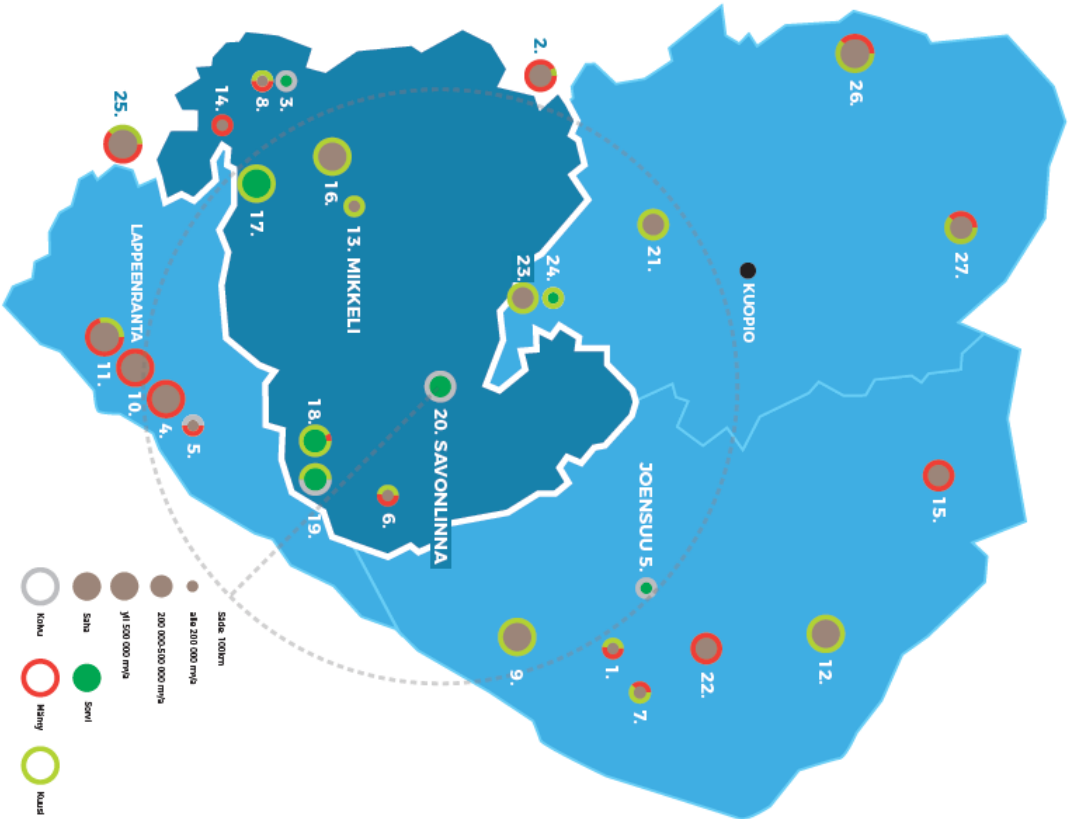 27.
15.
26.
12.
KUOPIO
22.
21.
JOENSUU 5.
7.
1.
24.
2.
23.
9.
20. SAVONLINNA
6.
13. MIKKELI
16.
18.
19.
3.
8.
17.
14.
5.
4.
LAPPEENRANTA
10.
25.
11.
Säde: 100km
alle 200 000 m³/a
200 000-500 000 m³/a
yli 500 000 m³/a
Saha
Sorvi
Koivu
Mänty
Kuusi